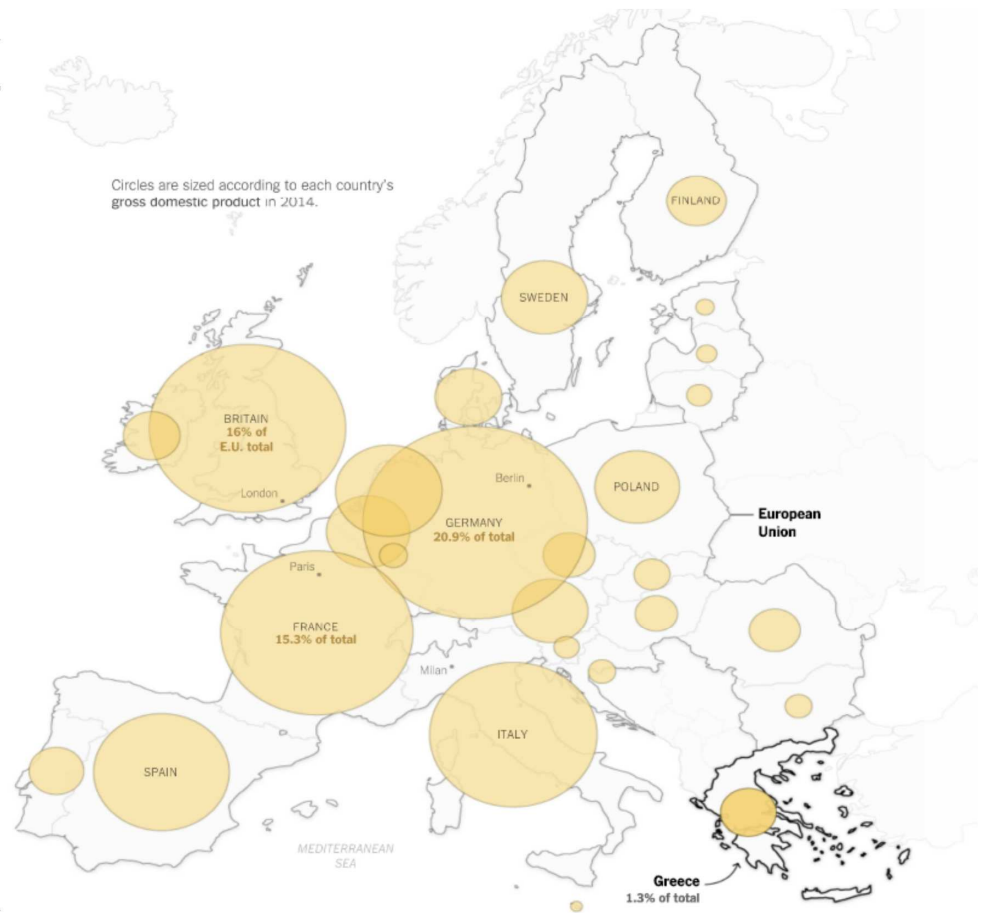 Circles are sized according to each country's
gross domestic product in 2014.
FINLAND
SWEDEN
BRITAIN
16% of
E.U. total
London
Berlin
POLAND
GERMANY
20.9% of total
European
Union
Paris
FRANCE
15.3% of total
Milan
ITALY
SPAIN
MEDITERRANEAN
SEA
Greece
1.3% of total